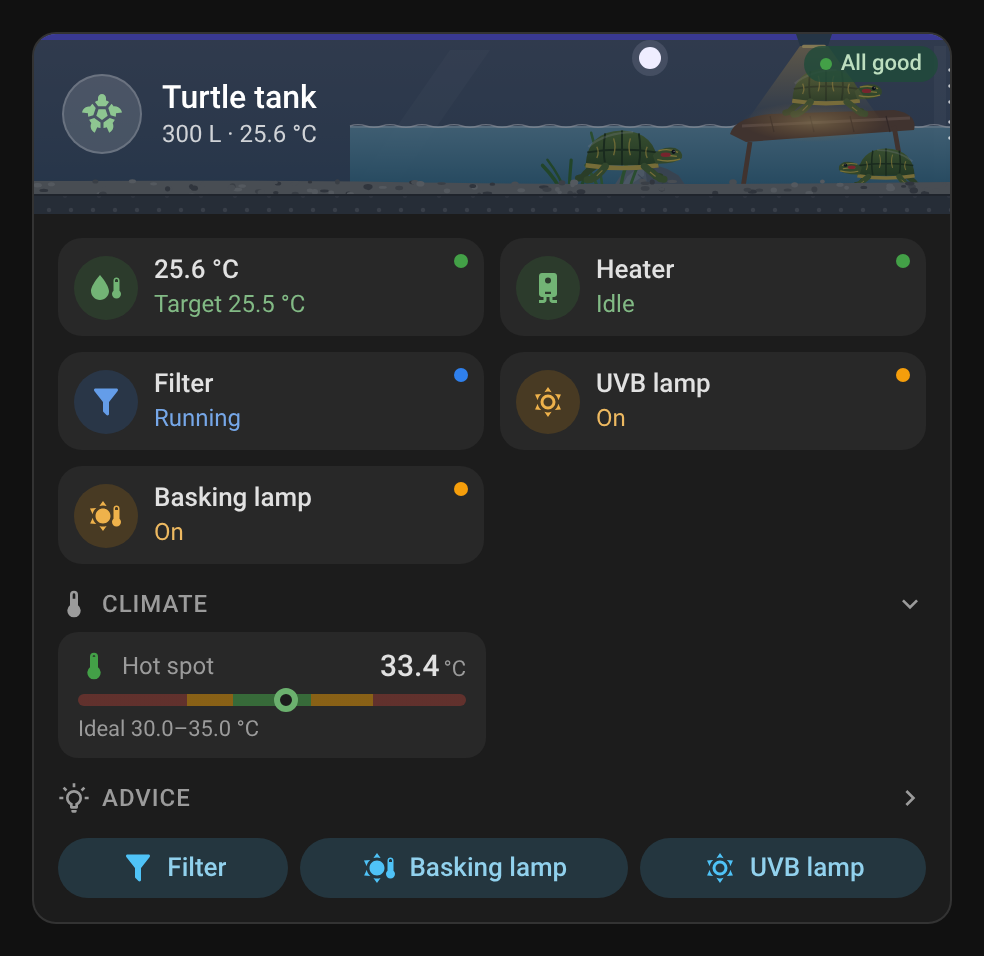 Turtle tank
300 L · 25.6 °C
All good
25.6 °C
Target 25.5 °C
Heater
Idle
Filter
Running
UVB lamp
On
Basking lamp
On
CLIMATE
Hot spot
33.4 °C
Ideal 30.0–35.0 °C
ADVICE
Filter
Basking lamp
UVB lamp